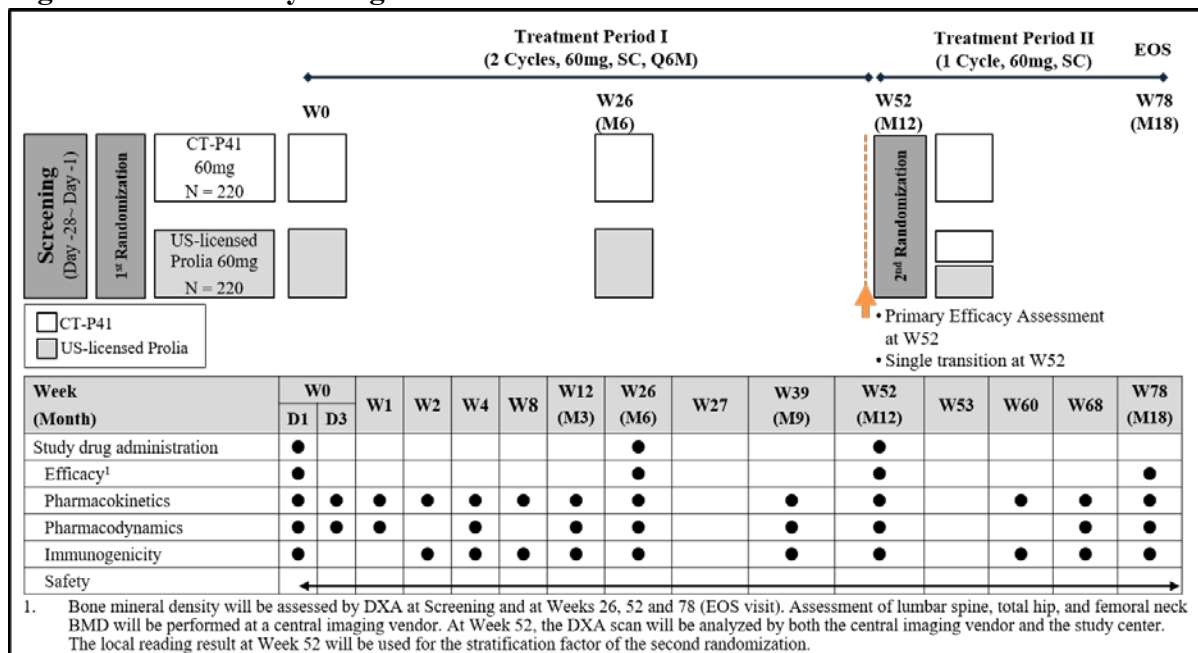 Treatment Period I
(2 Cycles, 60mg, SC, Q6M)
Treatment Period II
(1 Cycle, 60mg, SC)
EOS
W0
W26
(M6)
W52
(M12)
W78
(M18)
Screening
(Day -28~ Day -1)
1st Randomization
CT-P41
60mg
N = 220
US-licensed
Prolia 60mg
N = 220
2nd Randomization
CT-P41
US-licensed Prolia
• Primary Efficacy Assessment
at W52
• Single transition at W52
Week
(Month)
W0
D1 D3
W1
W2
W4
W8
W12
(M3)
W26
(M6)
W27
W39
(M9)
W52
(M12)
W53
W60
W68
W78
(M18)
Study drug administration
Efficacy1
Pharmacokinetics
Pharmacodynamics
Immunogenicity
Safety
1. Bone mineral density will be assessed by DXA at Screening and at Weeks 26, 52 and 78 (EOS visit). Assessment of lumbar spine, total hip, and femoral neck
BMD will be performed at a central imaging vendor. At Week 52, the DXA scan will be analyzed by both the central imaging vendor and the study center.
The local reading result at Week 52 will be used for the stratification factor of the second randomization.